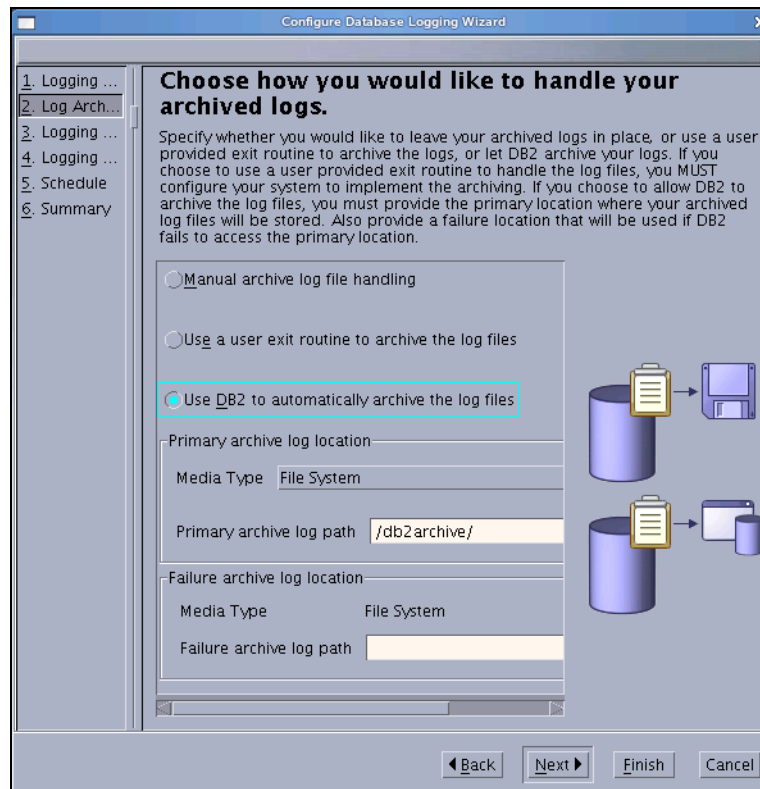 Configure Database Logging Wizard
1. Logging ...
2. Log Arch...
3. Logging ...
4. Logging ...
5. Schedule
6. Summary
Choose how you would like to handle your
archived logs.
Specify whether you would like to leave your archived logs in place, or use a user
provided exit routine to archive the logs, or let DB2 archive your logs. If you
choose to use a user provided exit routine to handle the log files, you MUST
configure your system to implement the archiving. If you choose to allow DB2 to
archive the log files, you must provide the primary location where your archived
log files will be stored. Also provide a failure location that will be used if DB2
fails to access the primary location.
Manual archive log file handling
Use a user exit routine to archive the log files
Use DB2 to automatically archive the log files
Primary archive log location
Media Type File System
Primary archive log path /db2archive/
Failure archive log location
Media Type File System
Failure archive log path
Back Next Finish Cancel